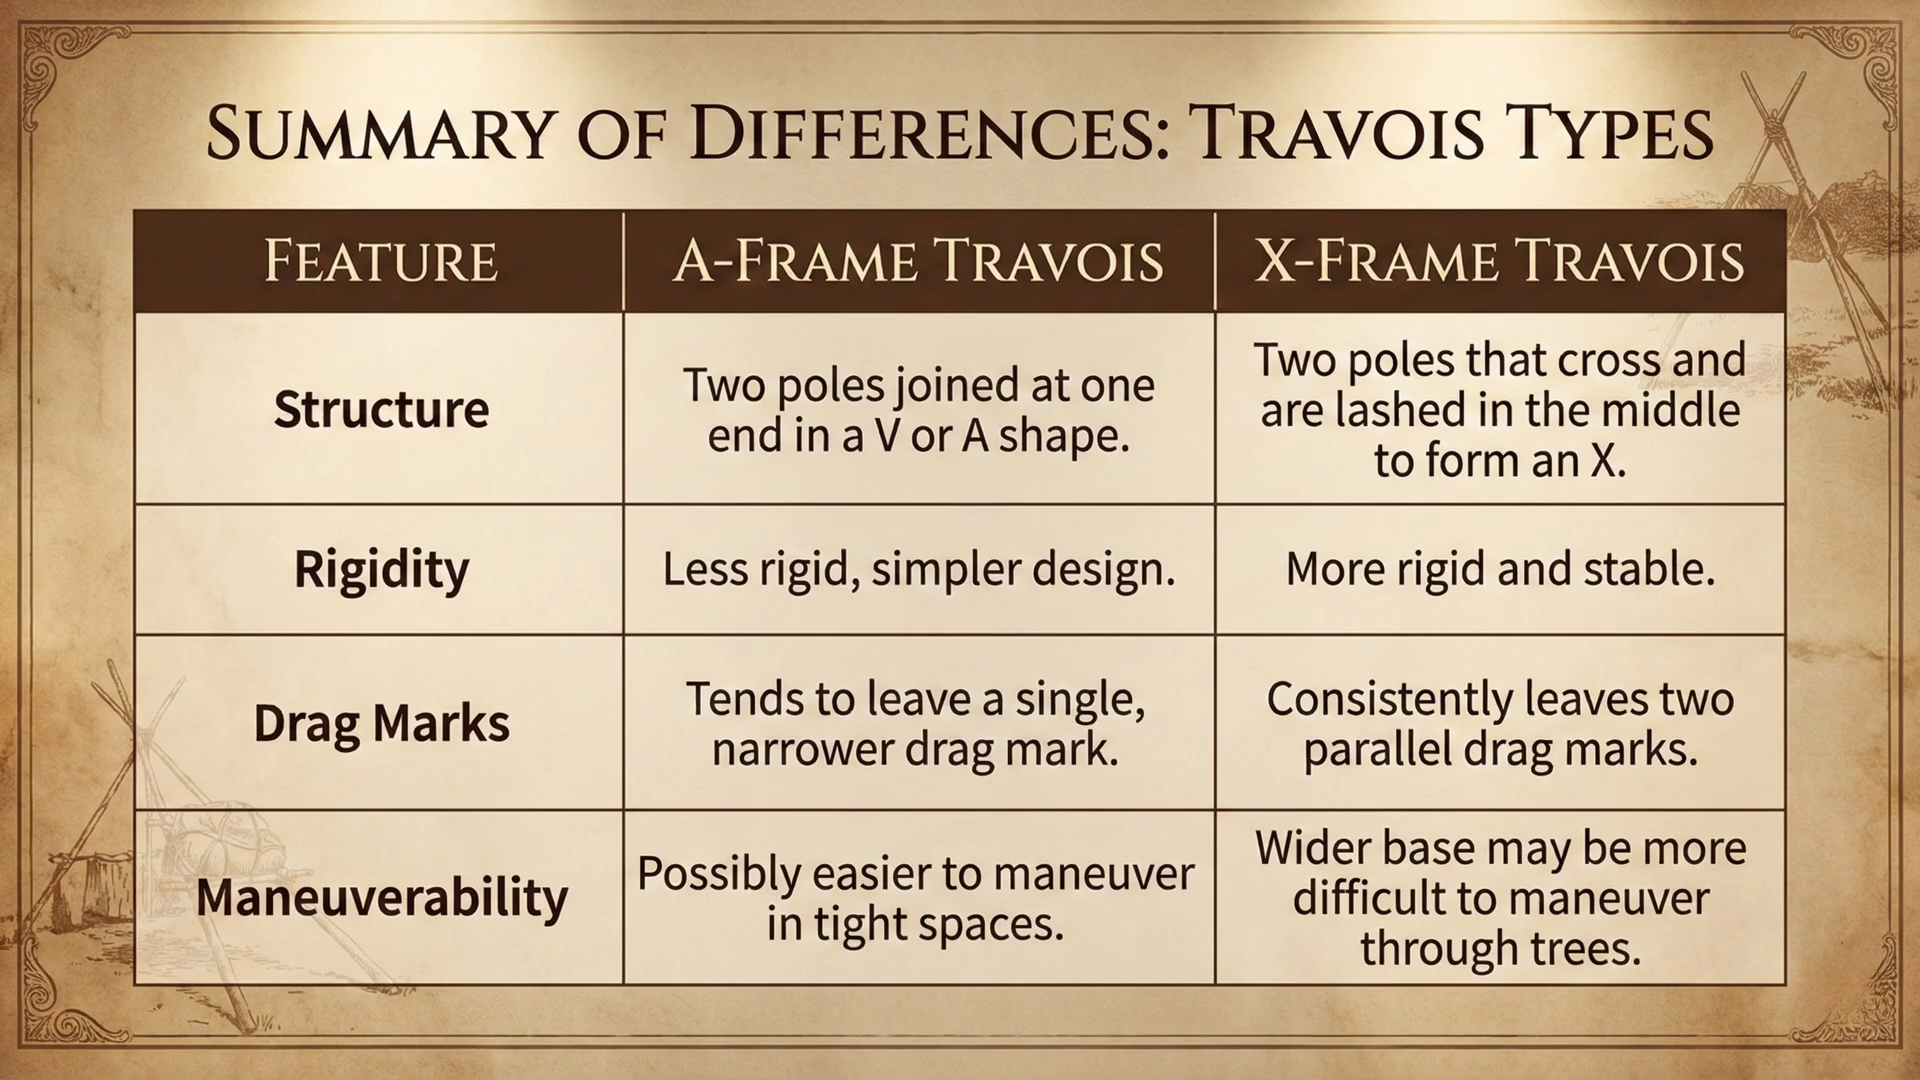 Summary of Differences: Travois Types
Feature
A-Frame Travois
X-Frame Travois
Structure
Two poles joined at one
end in a V or A shape.
Two poles that cross and
are lashed in the middle
to form an X.
Rigidity
Less rigid, simpler design.
More rigid and stable.
Drag Marks
Tends to leave a single,
narrower drag mark.
Consistently leaves two
parallel drag marks.
Maneuverability
Possibly easier to maneuver
in tight spaces.
Wider base may be more
difficult to maneuver
through trees.